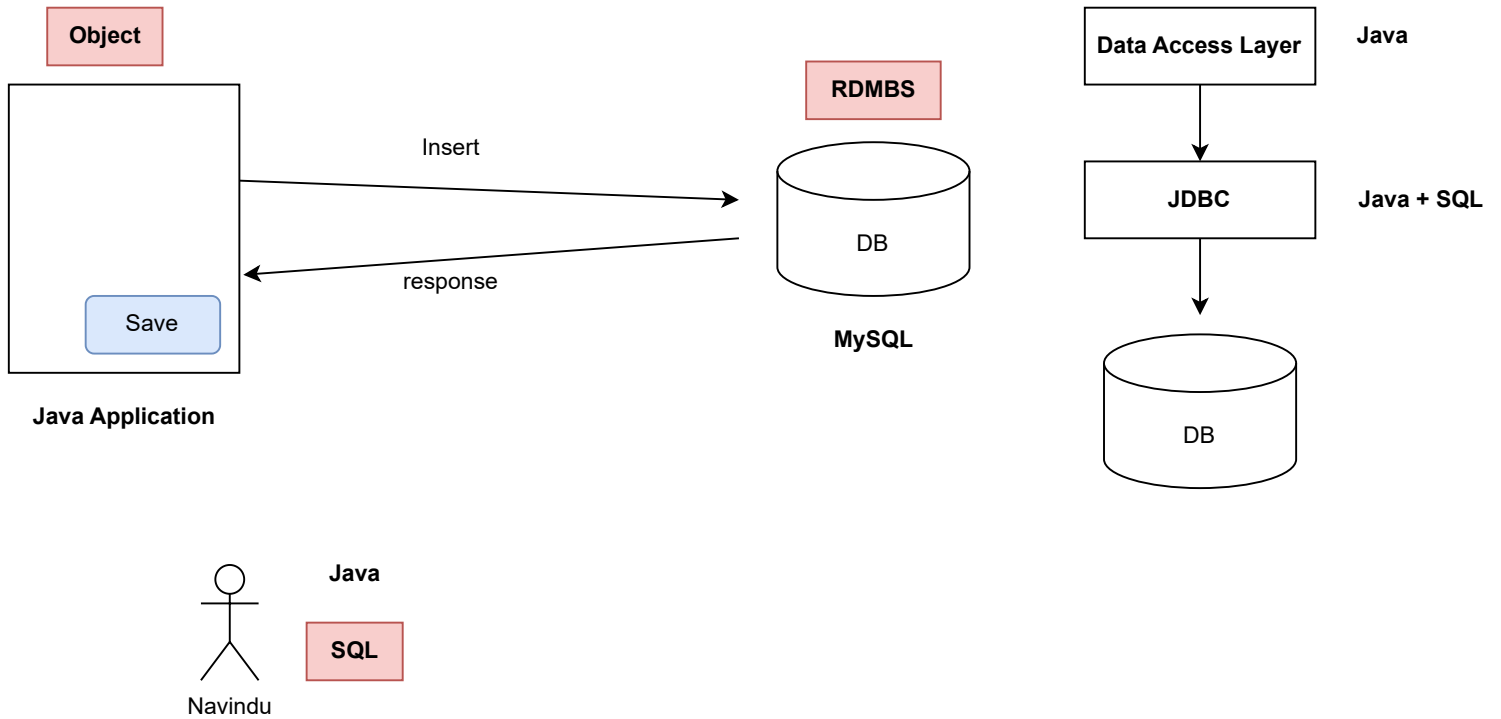 Object
Java Application
Save
Insert
response
RDMBS
DB
MySQL
Data Access Layer
Java
JDBC
Java + SQL
DB
Java
SQL
Navindu